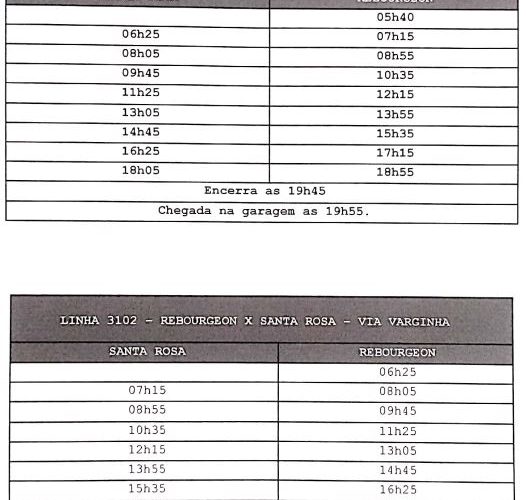 REBOURGEON
05h40
06h25 07h15
08h05 08h55
09h45 10h35
11h25 12h15
13h05 13h55
14h45 15h35
16h25 17h15
18h05 18h55
Encerra as 19h45
Chegada na garagem as 19h55.
LINHA 3102 – REBOURGEON X SANTA ROSA – VIA VARGINHA
SANTA ROSA REBOURGEON
06h25
07h15 08h05
08h55 09h45
10h35 11h25
12h15 13h05
13h55 14h45
15h35 16h25